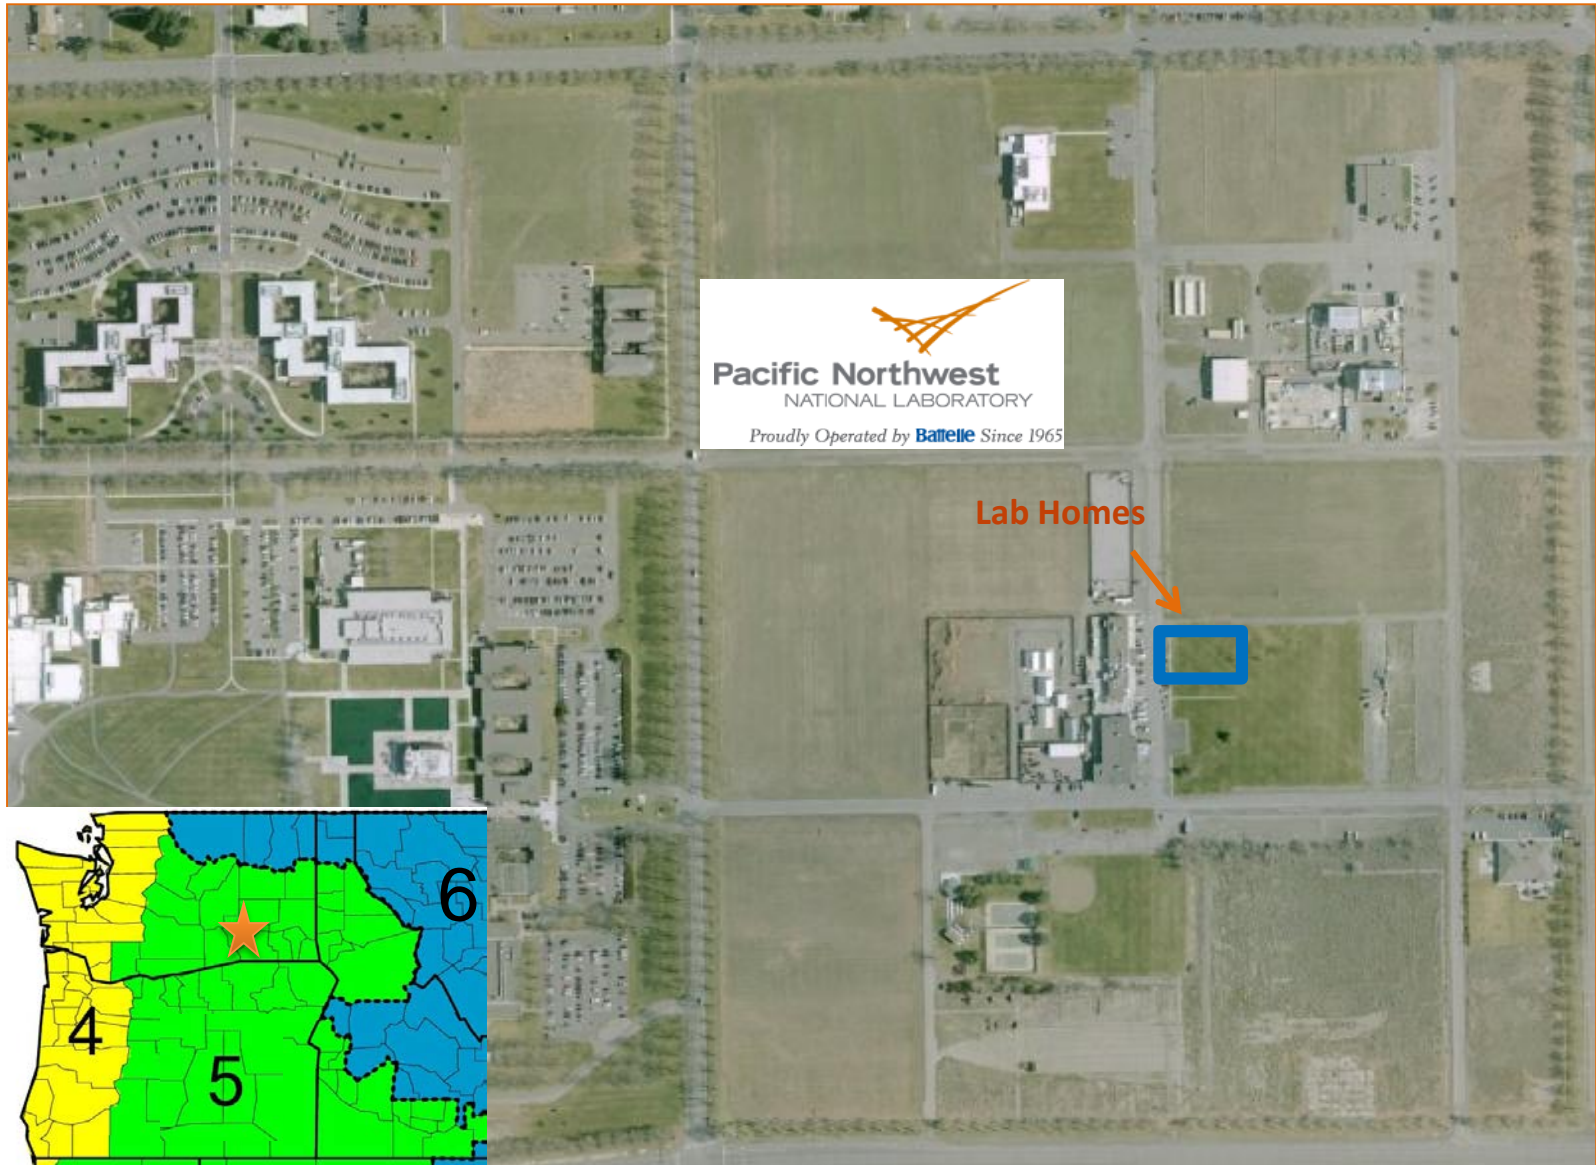 Pacific Northwest
NATIONAL LABORATORY
Proudly Operated by Battelle Since 1965
Lab Homes
6
4
5